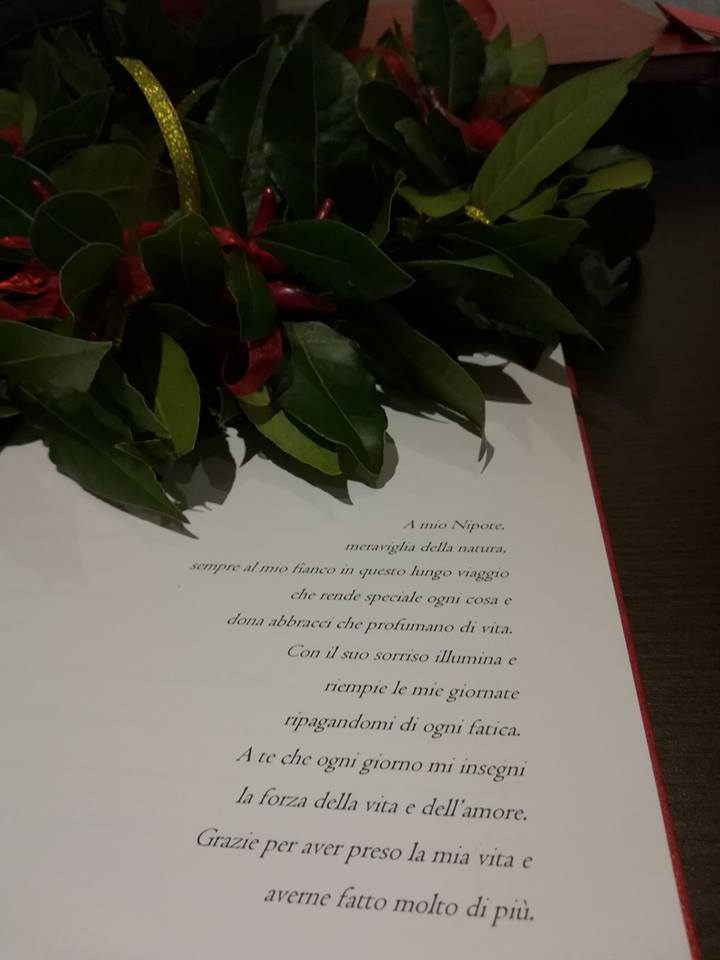 A mio Nipote.
meraviglia della natura,
sempre al mio fianco in questo lungo viaggio
che rende speciale ogni cosa e
dona abbracci che profumano di vita.
Con il suo sorriso illumina e
riempie le mie giornate
ripagandomi di ogni fatica.
A te che ogni giorno mi insegni
la forza della vita e dell'amore.
Grazie per aver preso la mia vita e
averne fatto molto di più.